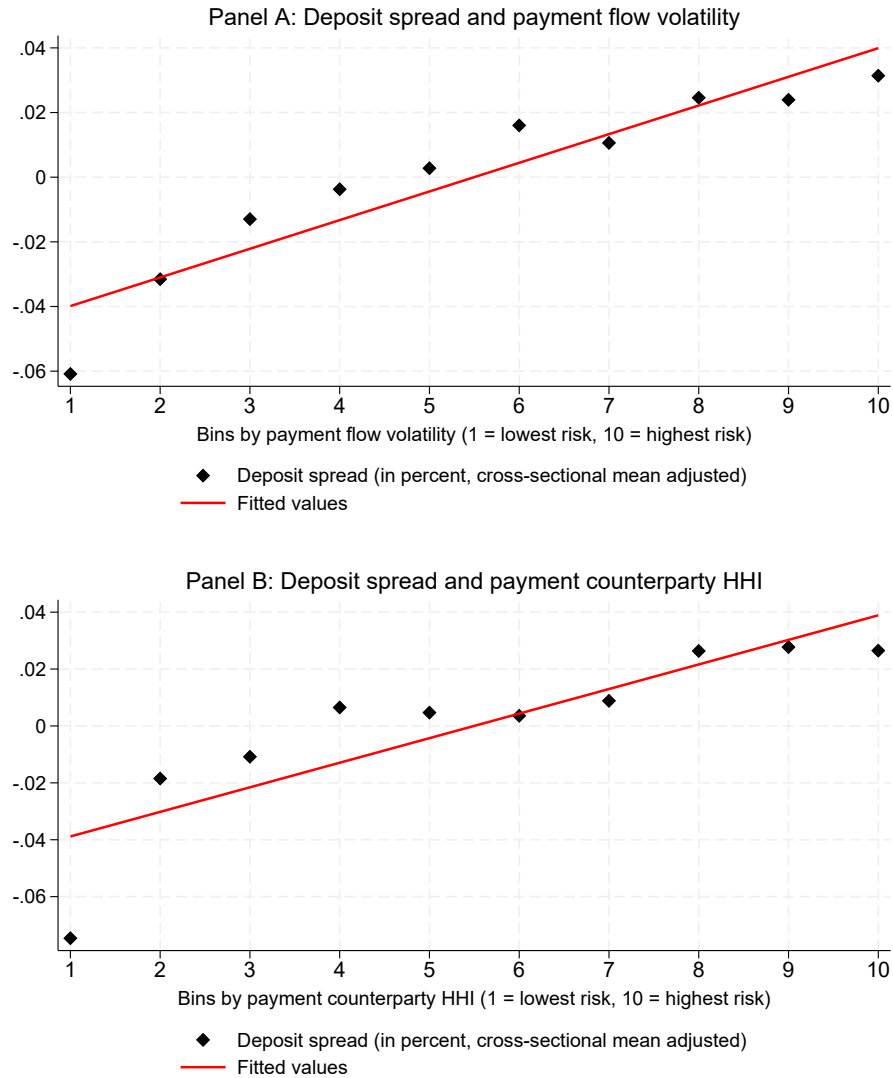 Panel A: Deposit spread and payment flow volatility
.04
.02
0
-.02
-.04
-.06
1 2 3 4 5 6 7 8 9 10
Bins by payment flow volatility (1 = lowest risk, 10 = highest risk)
Deposit spread (in percent, cross-sectional mean adjusted)
Fitted values
Panel B: Deposit spread and payment counterparty HHI
.04
.02
0
-.02
-.04
-.06
1 2 3 4 5 6 7 8 9 10
Bins by payment counterparty HHI (1 = lowest risk, 10 = highest risk)
Deposit spread (in percent, cross-sectional mean adjusted)
Fitted values